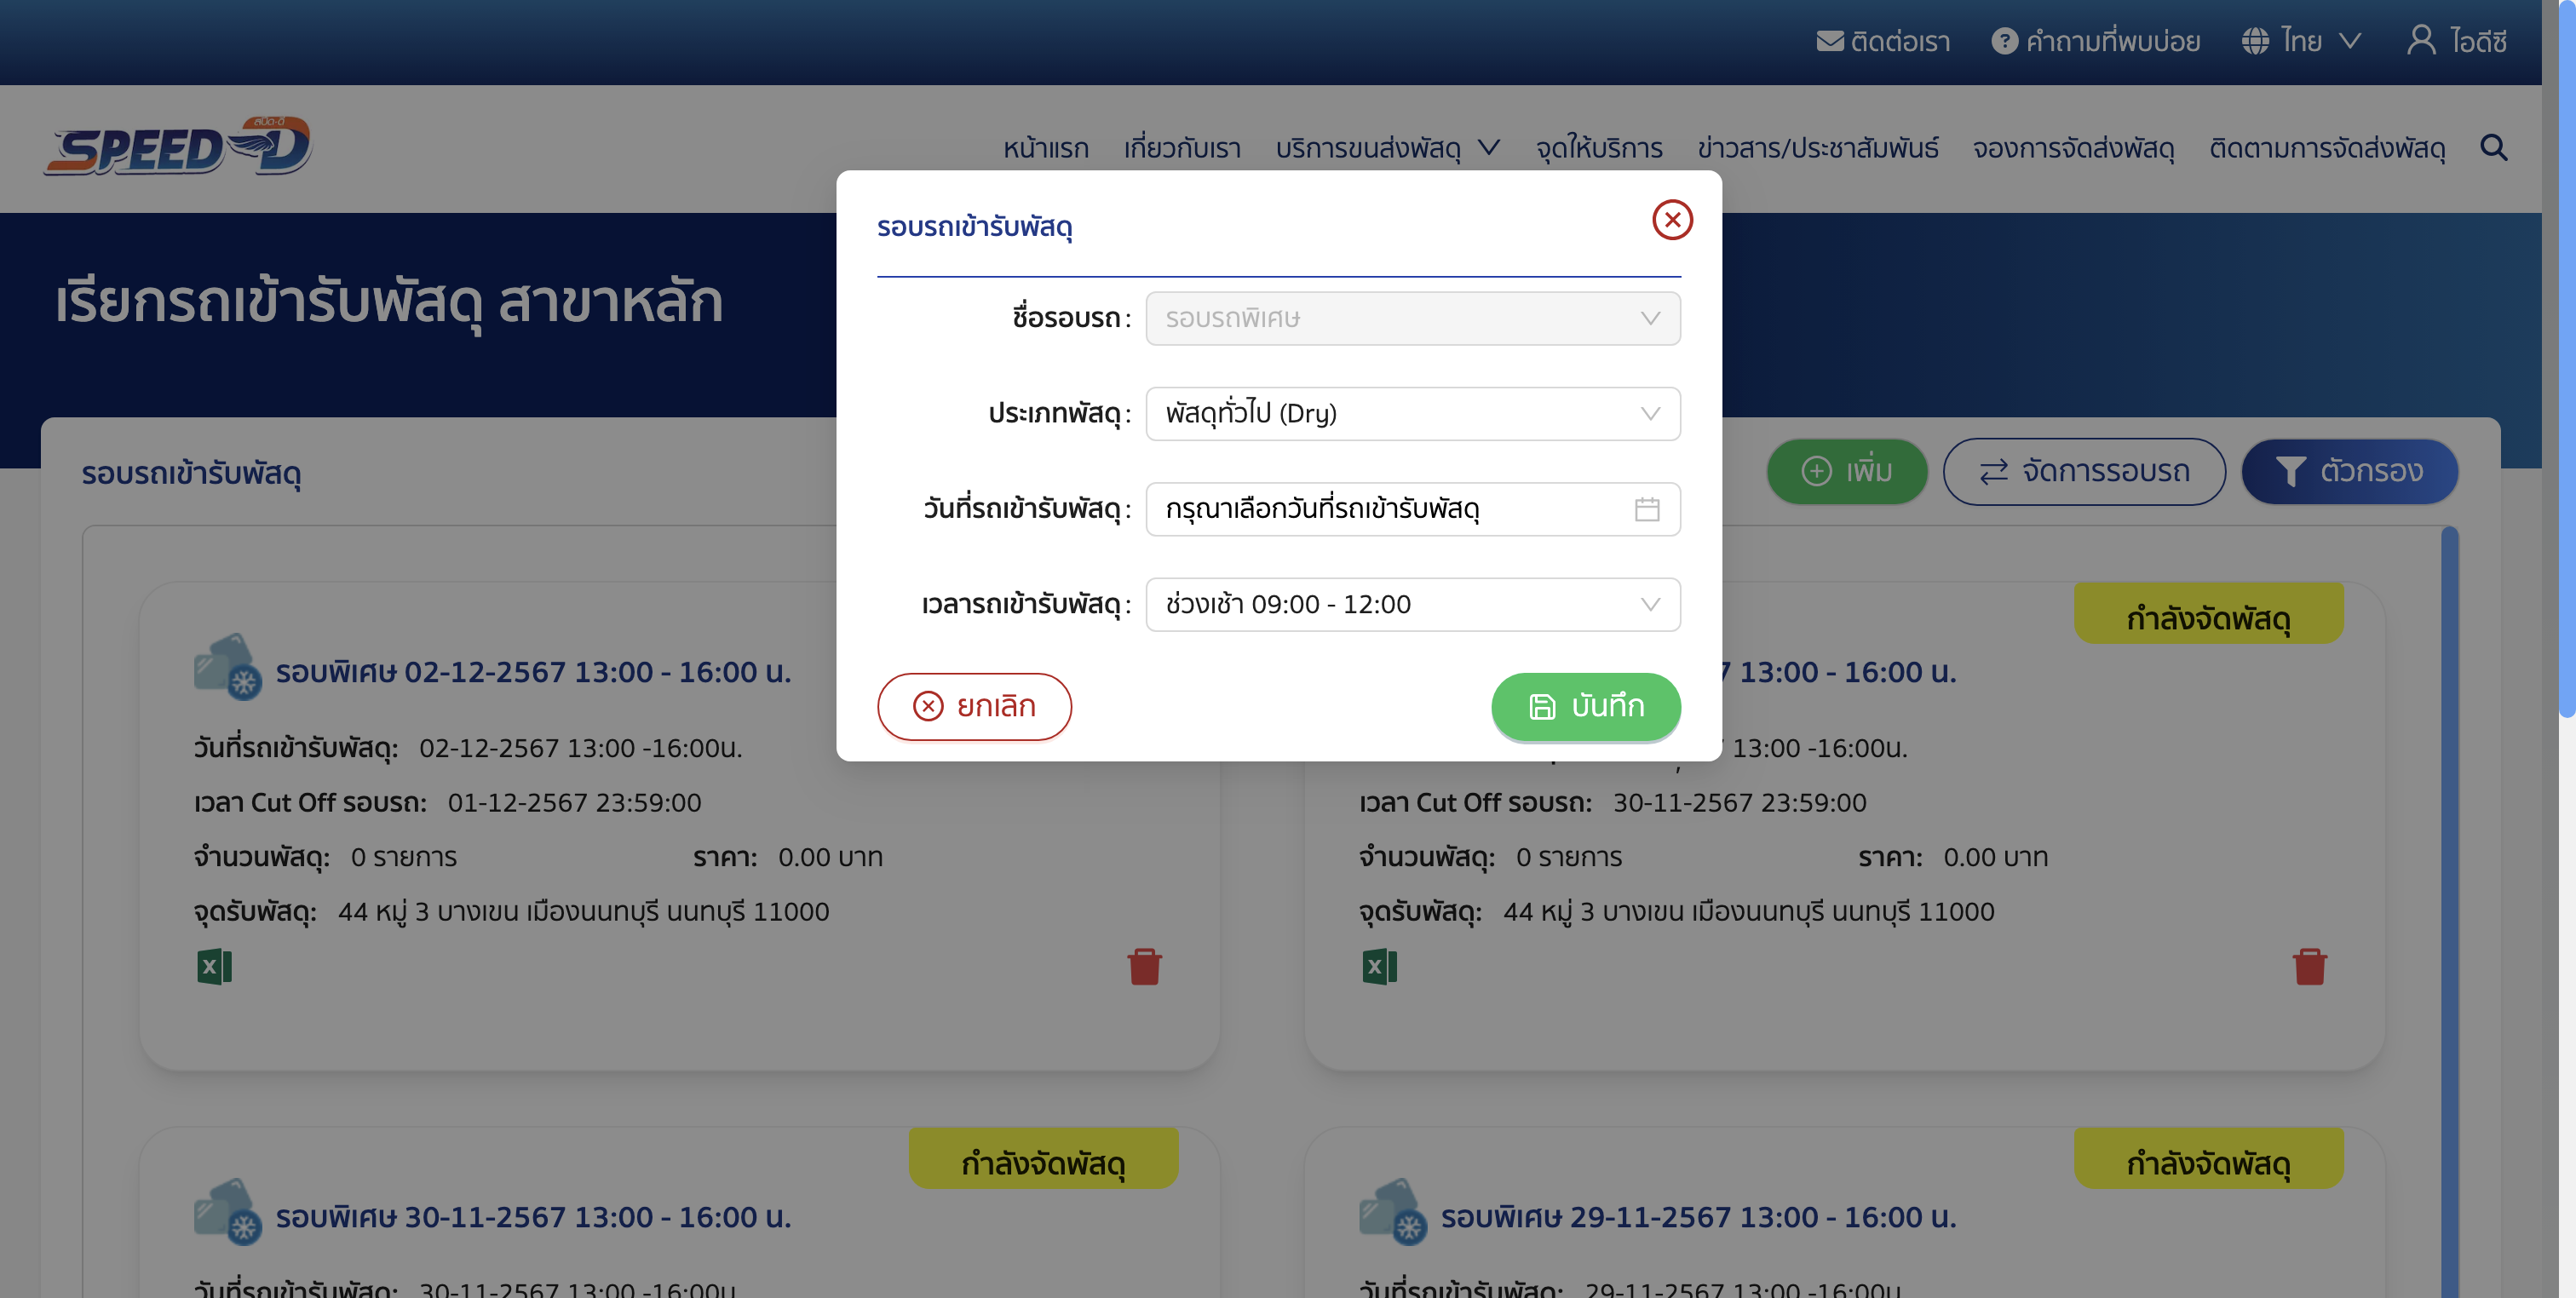 ติดต่อเรา คำถามที่พบบ่อย ไทย ไอดีซี
สปีด-ดี
SPEED-D
หน้าแรก เกี่ยวกับเรา บริการขนส่งพัสดุ จุดให้บริการ ข่าวสาร/ประชาสัมพันธ์ จองการจัดส่งพัสดุ ติดตามการจัดส่งพัสดุ
เรียกรถเข้ารับพัสดุ สาขาหลัก
รอบรถเข้ารับพัสดุ
ชื่อรอบรถ : รอบรถพิเศษ
ประเภทพัสดุ : พัสดุทั่วไป (Dry)
วันที่รถเข้ารับพัสดุ : กรุณาเลือกวันที่รถเข้ารับพัสดุ
เวลารถเข้ารับพัสดุ : ช่วงเช้า 09:00 - 12:00
ยกเลิก บันทึก
รอบรถเข้ารับพัสดุ เพิ่ม จัดการรอบรถ ตัวกรอง
รอบพิเศษ 02-12-2567 13:00 - 16:00 น.
วันที่รถเข้ารับพัสดุ: 02-12-2567 13:00 -16:00น.
เวลา Cut Off รอบรถ: 01-12-2567 23:59:00
จำนวนพัสดุ: 0 รายการ ราคา: 0.00 บาท
จุดรับพัสดุ: 44 หมู่ 3 บางเขน เมืองนนทบุรี นนทบุรี 11000
กำลังจัดพัสดุ
13:00 - 16:00 น.
13:00 -16:00น.
เวลา Cut Off รอบรถ: 30-11-2567 23:59:00
จำนวนพัสดุ: 0 รายการ ราคา: 0.00 บาท
จุดรับพัสดุ: 44 หมู่ 3 บางเขน เมืองนนทบุรี นนทบุรี 11000
กำลังจัดพัสดุ
รอบพิเศษ 30-11-2567 13:00 - 16:00 น.
วันที่รถเข้ารับพัสดุ: 30-11-2567 13:00 -16:00น.
กำลังจัดพัสดุ
รอบพิเศษ 29-11-2567 13:00 - 16:00 น.
วันที่รถเข้ารับพัสดุ: 29-11-2567 13:00 -16:00น.